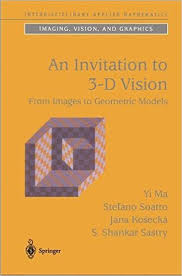 INTERDISCIPLINARY APPLIED MATHEMATICS
IMAGING, VISION, AND GRAPHICS
An Invitation to
3-D Vision
From Images to Geometric Models
Yi Ma
Stefano Soatto
Jana Košecká
S. Shankar Sastry
Springer